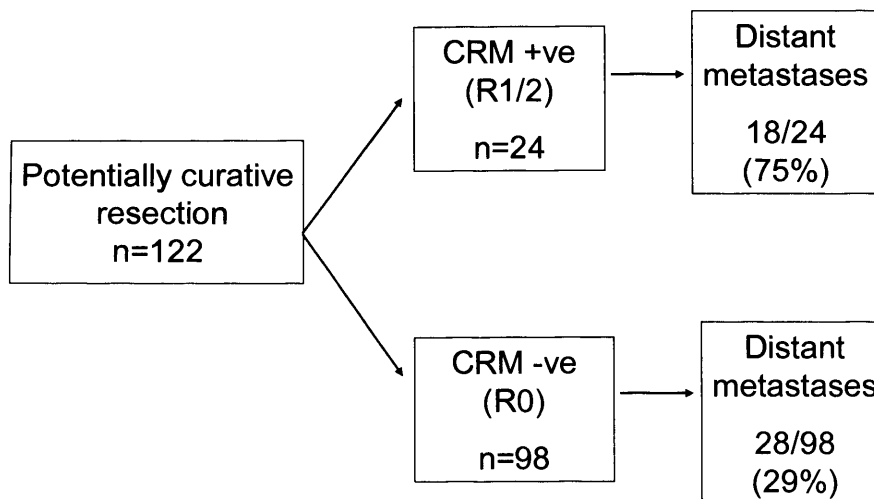 Potentially curative
resection
n=122
CRM +ve
(R1/2)
n=24
Distant
metastases
18/24
(75%)
CRM -ve
(R0)
n=98
Distant
metastases
28/98
(29%)